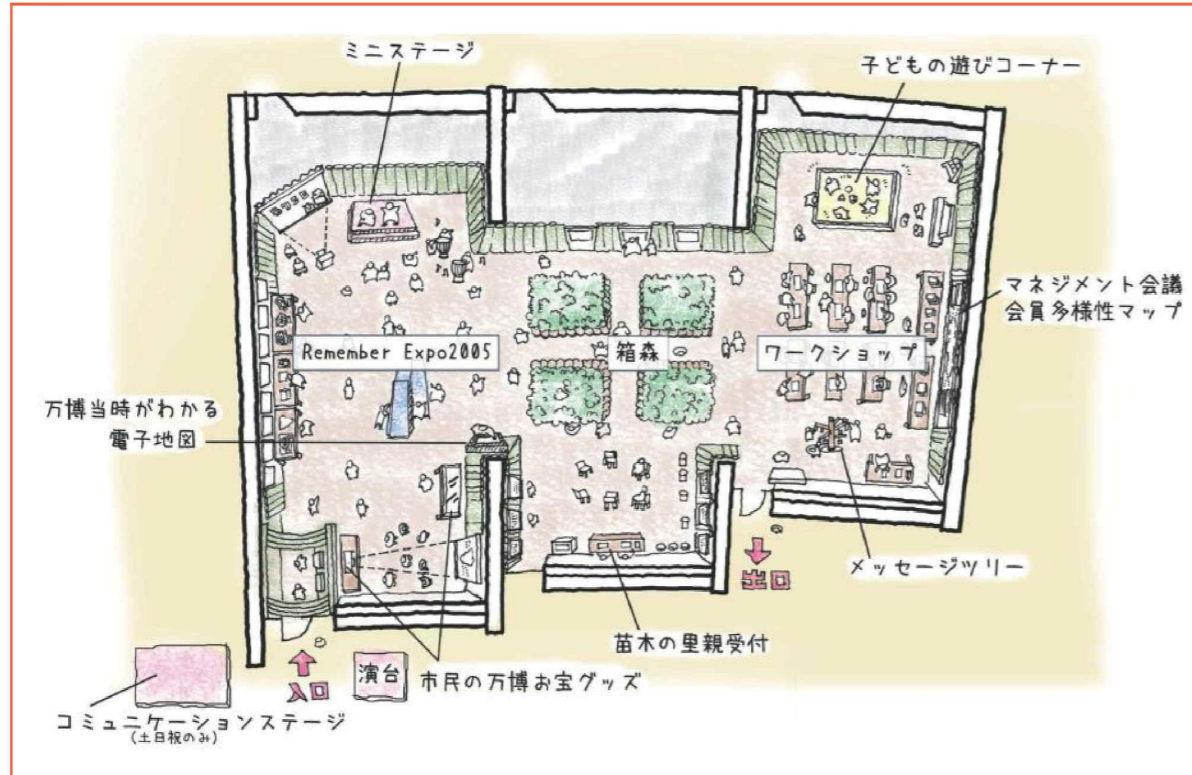 ミニステージ
子どもの遊びコーナー
マネジメント会議
会員多様性マップ
Remember Expo2005
箱森
ワークショップ
万博当時がわかる
電子地図
メッセージツリー
出口
苗木の里親受付
入口
演台
市民の万博お宝グッズ
コミュニケーションステージ
(土日祝のみ)